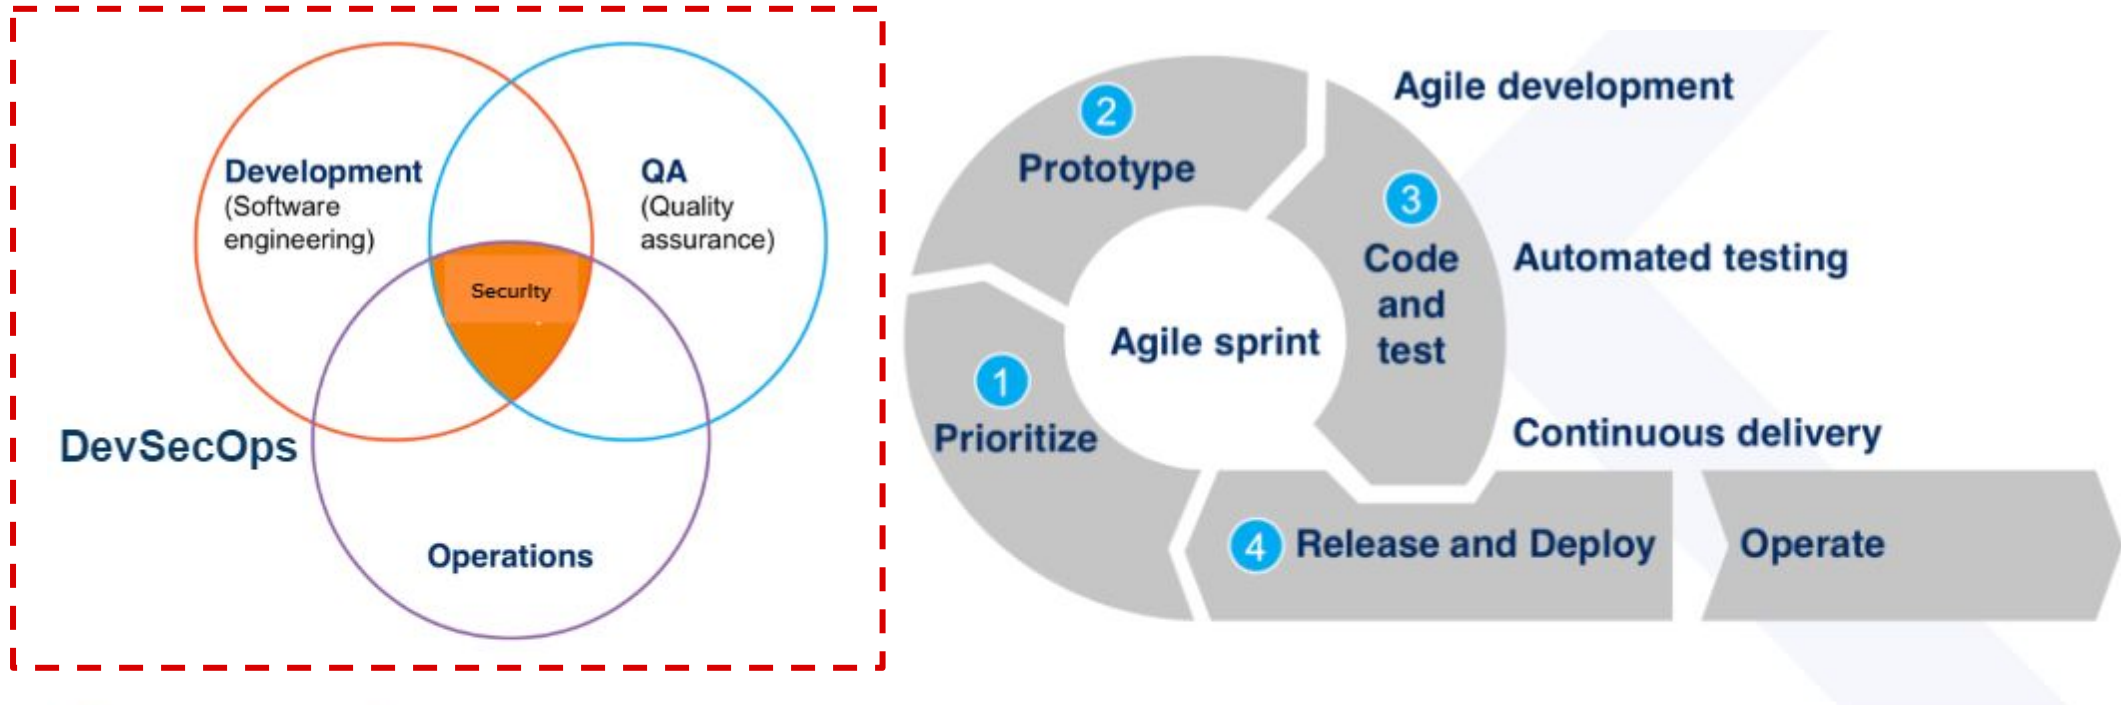 Development
(Software
engineering)
QA
(Quality
assurance)
Security
DevSecOps
Operations
Agile development
2
Prototype
3
Code
and
test
Automated testing
Agile sprint
1
Prioritize
Continuous delivery
4 Release and Deploy
Operate